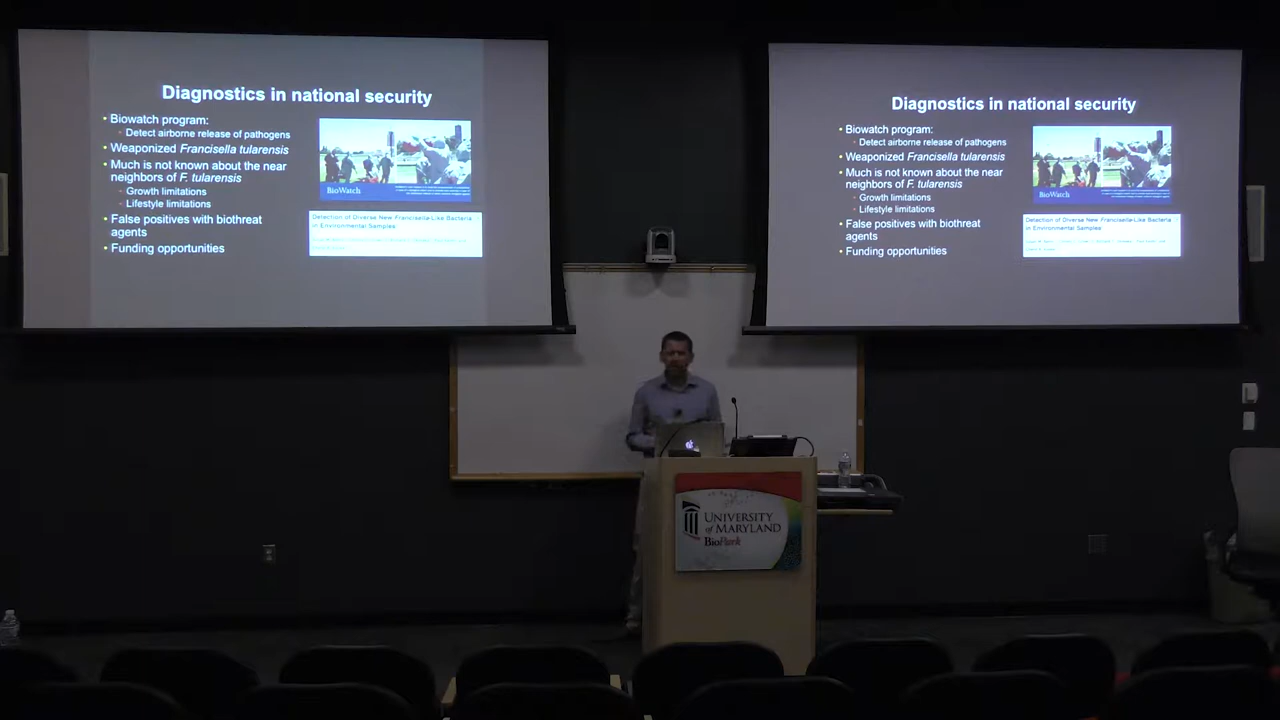 Diagnostics in national security
• Biowatch program:
- Detect airborne release of pathogens
• Weaponized Francisella tularensis
• Much is not known about the near
neighbors of F. tularensis
- Growth limitations
- Lifestyle limitations
• False positives with biothreat
agents
• Funding opportunities
BioWatch
Detection of Diverse New Francisella-Like Bacteria
in Environmental Samples
Diagnostics in national security
• Biowatch program:
- Detect airborne release of pathogens
• Weaponized Francisella tularensis
• Much is not known about the near
neighbors of F. tularensis
- Growth limitations
- Lifestyle limitations
• False positives with biothreat
agents
• Funding opportunities
BioWatch
Detection of Diverse New Francisella-Like Bacteria
in Environmental Samples
UNIVERSITY
of MARYLAND
BioPark